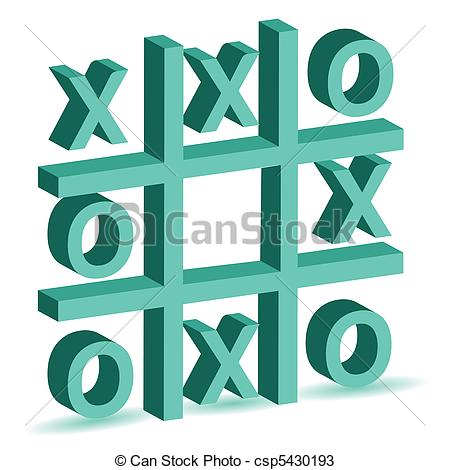 X X O
O X
© Can Stock Photo
O X O
© Can Stock Photo - csp5430193